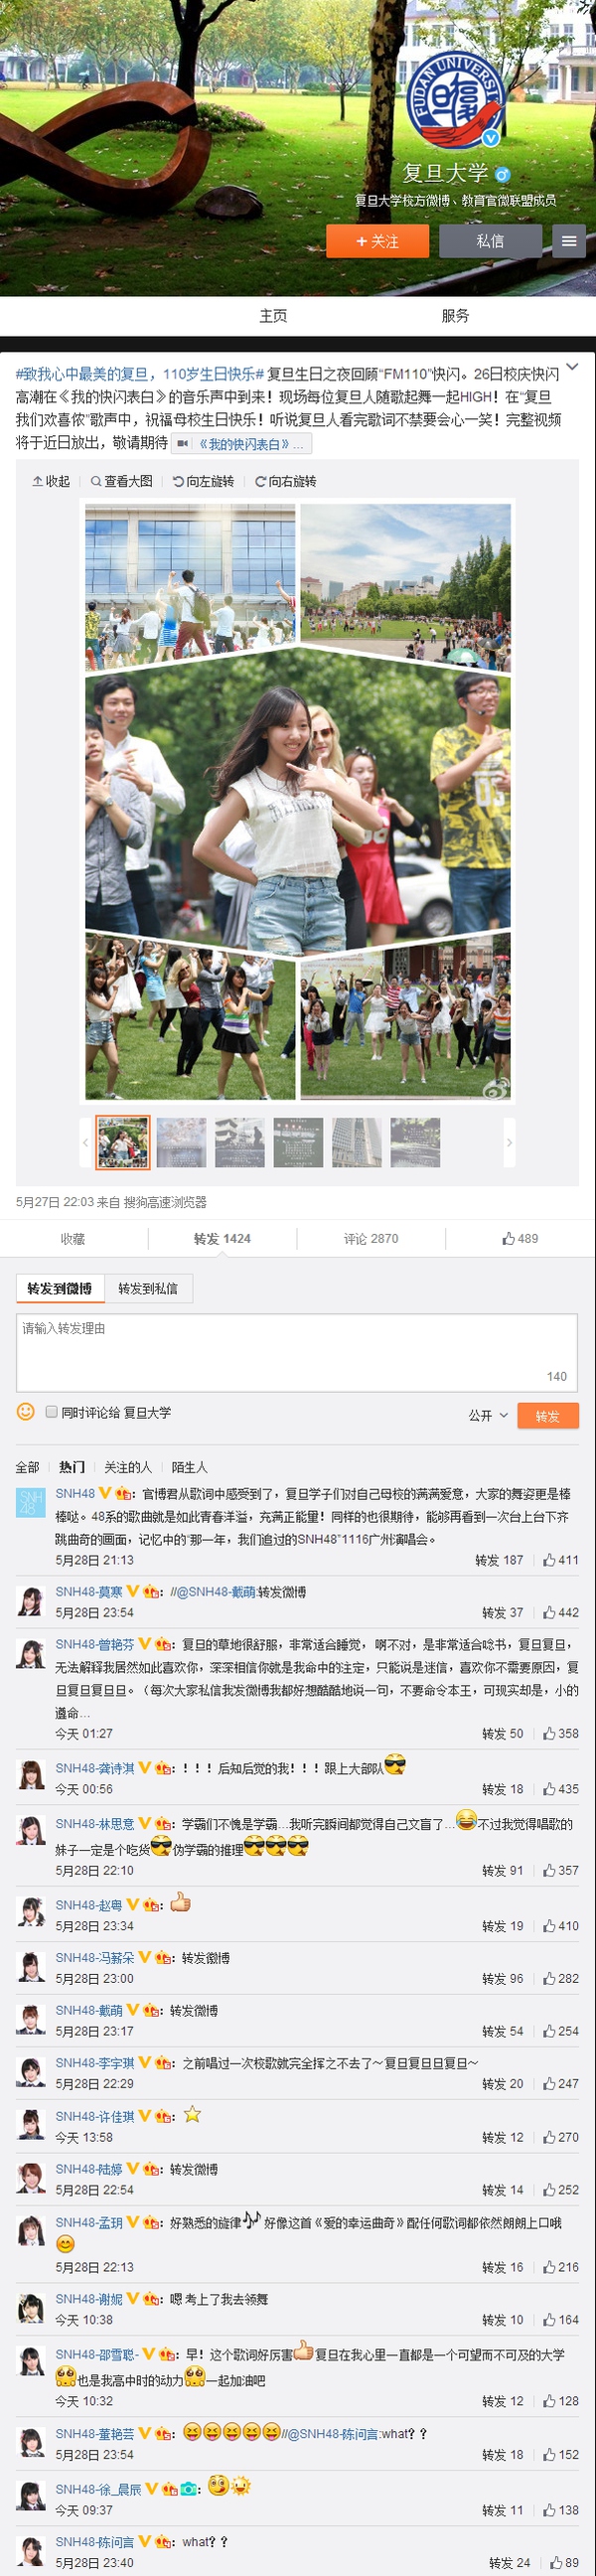 FUDAN UNIVERSITY
复旦大学
复旦大学校方微博、教育官微联盟成员
+ 关注
私信
主页
服务
#致我心中最美的复旦，110岁生日快乐# 复旦生日之夜回顾“FM110”快闪。26日校庆快闪
高潮在《我的快闪表白》的音乐声中到来！现场每位复旦人随歌起舞一起HIGH！在“复旦
我们欢喜侬”歌声中，祝福母校生日快乐！听说复旦人看完歌词不禁要会心一笑！完整视频
将于近日放出，敬请期待 《我的快闪表白》...
收起
查看大图
向左旋转
向右旋转
5月27日 22:03 来自 搜狗高速浏览器
收藏
转发 1424
评论 2870
489
转发到微博
转发到私信
请输入转发理由
140
同时评论给 复旦大学
公开
转发
全部
热门
关注的人
陌生人
SNH48
SNH48 ：官博君从歌词中感受到了，复旦学子们对自己母校的满满爱意，大家的舞姿更是棒
棒哒。48系的歌曲就是如此青春洋溢，充满正能量！同样的也很期待，能够再看到一次台上台下齐
跳曲奇的画面，记忆中的“那一年，我们追过的SNH48”1116广州演唱会。
5月28日 21:13
转发 187
411
SNH48-莫寒 ：//@SNH48-戴萌:转发微博
5月28日 23:54
转发 37
442
SNH48-曾艳芬 ：复旦的草地很舒服，非常适合睡觉，啊不对，是非常适合唸书，复旦复旦，
无法解释我居然如此喜欢你，深深相信你就是我命中的注定，只能说是迷信，喜欢你不需要原因，复
旦复旦复旦旦。（每次大家私信我发微博我都好想酷酷地说一句，不要命令本王，可现实却是，小的
遵命...
今天 01:27
转发 50
358
SNH48-龚诗淇 ：！！！后知后觉的我！！！跟上大部队
今天 00:56
转发 18
435
SNH48-林思意 ：学霸们不愧是学霸...我听完瞬间都觉得自己文盲了...不过我觉得唱歌的
妹子一定是个吃货 伪学霸的推理
5月28日 22:10
转发 91
357
SNH48-赵粤 ：
5月28日 23:34
转发 19
410
SNH48-冯薪朵 ：转发微博
5月28日 23:00
转发 96
282
SNH48-戴萌 ：转发微博
5月28日 23:17
转发 54
254
SNH48-李宇琪 ：之前唱过一次校歌就完全挥之不去了～复旦复旦旦复旦～
5月28日 22:29
转发 20
247
SNH48-许佳琪 ：
今天 13:58
转发 12
270
SNH48-陆婷 ：转发微博
5月28日 22:54
转发 14
252
SNH48-孟玥 ：好熟悉的旋律 好像这首《爱的幸运曲奇》配任何歌词都依然朗朗上口哦
5月28日 22:13
转发 16
216
SNH48-谢妮 ：嗯 考上了我去领舞
今天 10:38
转发 10
164
SNH48-邵雪聪- ：早！这个歌词好厉害 复旦在我心里一直都是一个可望而不可及的大学
也是我高中时的动力 一起加油吧
今天 10:32
转发 12
128
SNH48-董艳芸 ：//@SNH48-陈问言:what？？
5月28日 23:54
转发 18
152
SNH48-徐_晨辰 ：
今天 09:37
转发 11
138
SNH48-陈问言 ：what？？
5月28日 23:40
转发 24
89